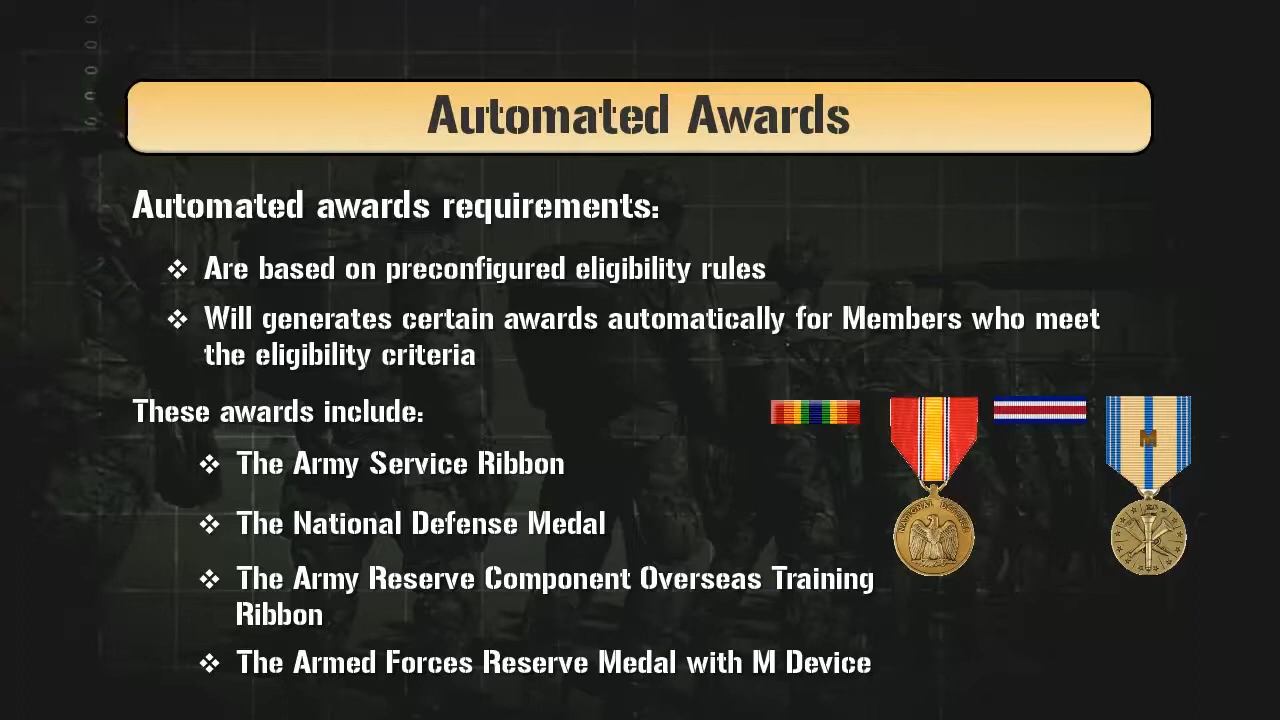 Automated Awards
Automated awards requirements:
❖ Are based on preconfigured eligibility rules
❖ Will generates certain awards automatically for Members who meet
the eligibility criteria
These awards include:
❖ The Army Service Ribbon
❖ The National Defense Medal
❖ The Army Reserve Component Overseas Training
Ribbon
❖ The Armed Forces Reserve Medal with M Device
M
NATIONAL DEFENSE